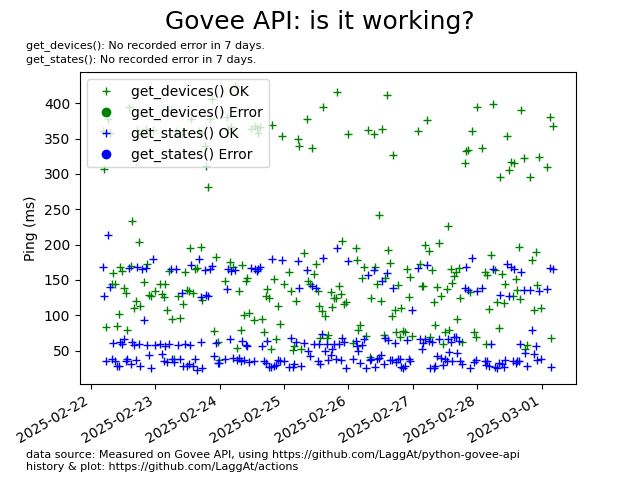 Govee API: is it working?
get_devices(): No recorded error in 7 days.
get_states(): No recorded error in 7 days.
get_devices() OK
get_devices() Error
get_states() OK
get_states() Error
Ping (ms)
400
350
300
250
200
150
100
50
2025-02-22
2025-02-23
2025-02-24
2025-02-25
2025-02-26
2025-02-27
2025-02-28
2025-03-01
data source: Measured on Govee API, using https://github.com/LaggAt/python-govee-api
history & plot: https://github.com/LaggAt/actions